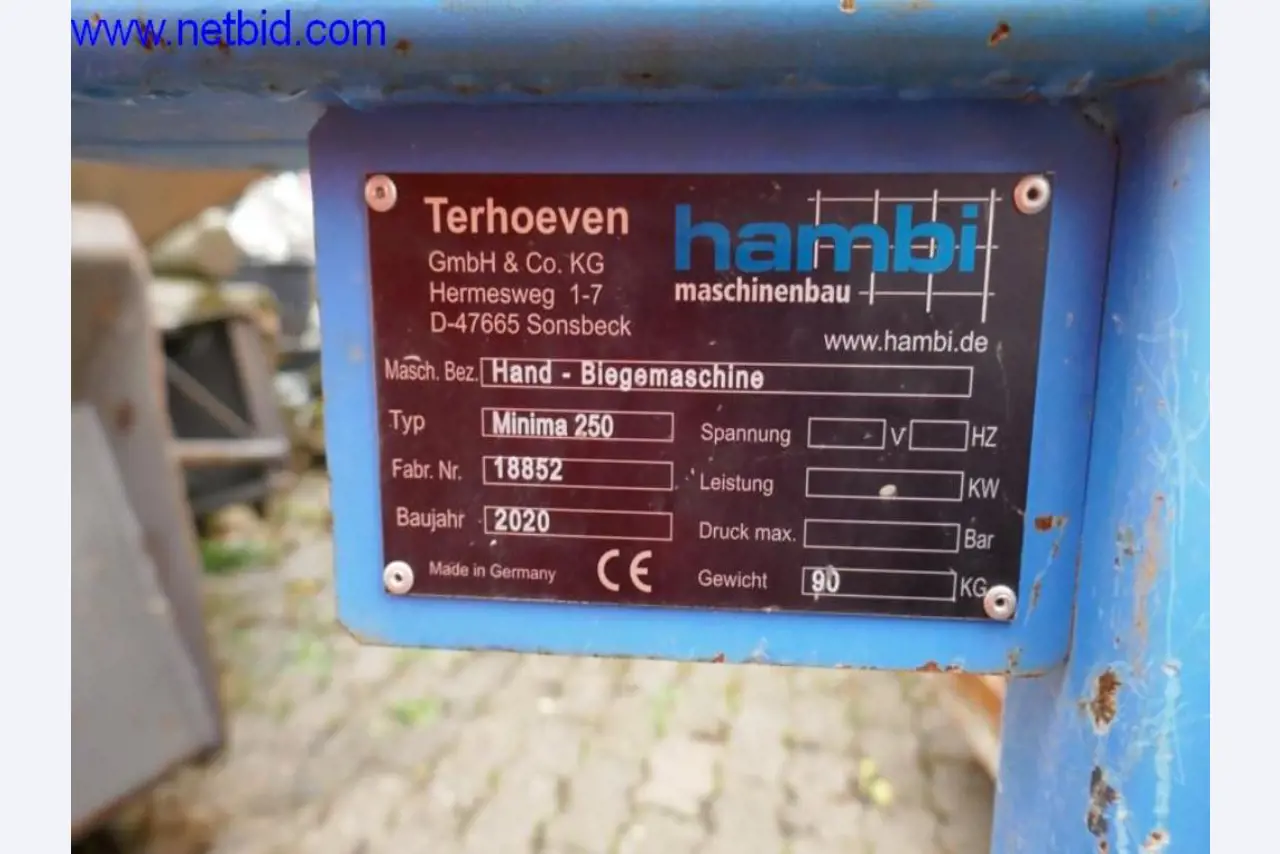 www.netbid.com
Terhoeven
GmbH & Co. KG
Hermesweg 1-7
D-47665 Sonsbeck
hambi
maschinenbau
www.hambi.de
Masch. Bez. Hand - Biegemaschine
Typ Minima 250
Spannung V HZ
Fabr. Nr. 18852
Leistung KW
Baujahr 2020
Druck max. Bar
Made in Germany CE
Gewicht 90 KG